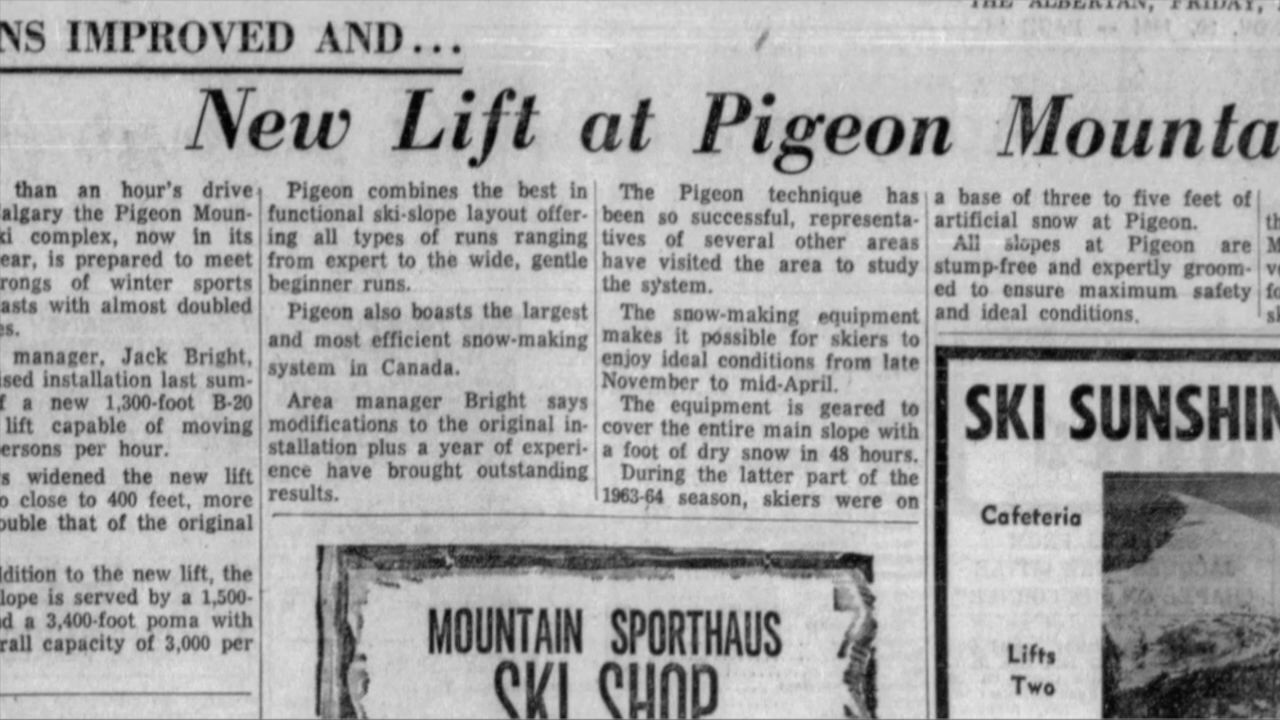 THE ALBERTAN, FRIDAY,
NS IMPROVED AND...
New Lift at Pigeon Mounta
than an hour's drive
algary the Pigeon Moun-
ki complex, now in its
ear, is prepared to meet
rongs of winter sports
asts with almost doubled
es.
manager, Jack Bright,
ised installation last sum-
f a new 1,300-foot B-20
lift capable of moving
ersons per hour.
s widened the new lift
o close to 400 feet, more
ouble that of the original
ddition to the new lift, the
lope is served by a 1,500-
nd a 3,400-foot poma with
rall capacity of 3,000 per
Pigeon combines the best in
functional ski-slope layout offer-
ing all types of runs ranging
from expert to the wide, gentle
beginner runs.
Pigeon also boasts the largest
and most efficient snow-making
system in Canada.
Area manager Bright says
modifications to the original in-
stallation plus a year of experi-
ence have brought outstanding
results.
The Pigeon technique has
been so successful, representa-
tives of several other areas
have visited the area to study
the system.
The snow-making equipment
makes it possible for skiers to
enjoy ideal conditions from late
November to mid-April.
The equipment is geared to
cover the entire main slope with
a foot of dry snow in 48 hours.
During the latter part of the
1963-64 season, skiers were on
a base of three to five feet of
artificial snow at Pigeon.
All slopes at Pigeon are
stump-free and expertly groom-
ed to ensure maximum safety
and ideal conditions.
th
M
ve
fo
sk
MOUNTAIN SPORTHAUS
SKI SHOP
SKI SUNSHIN
Cafeteria
Lifts
Two